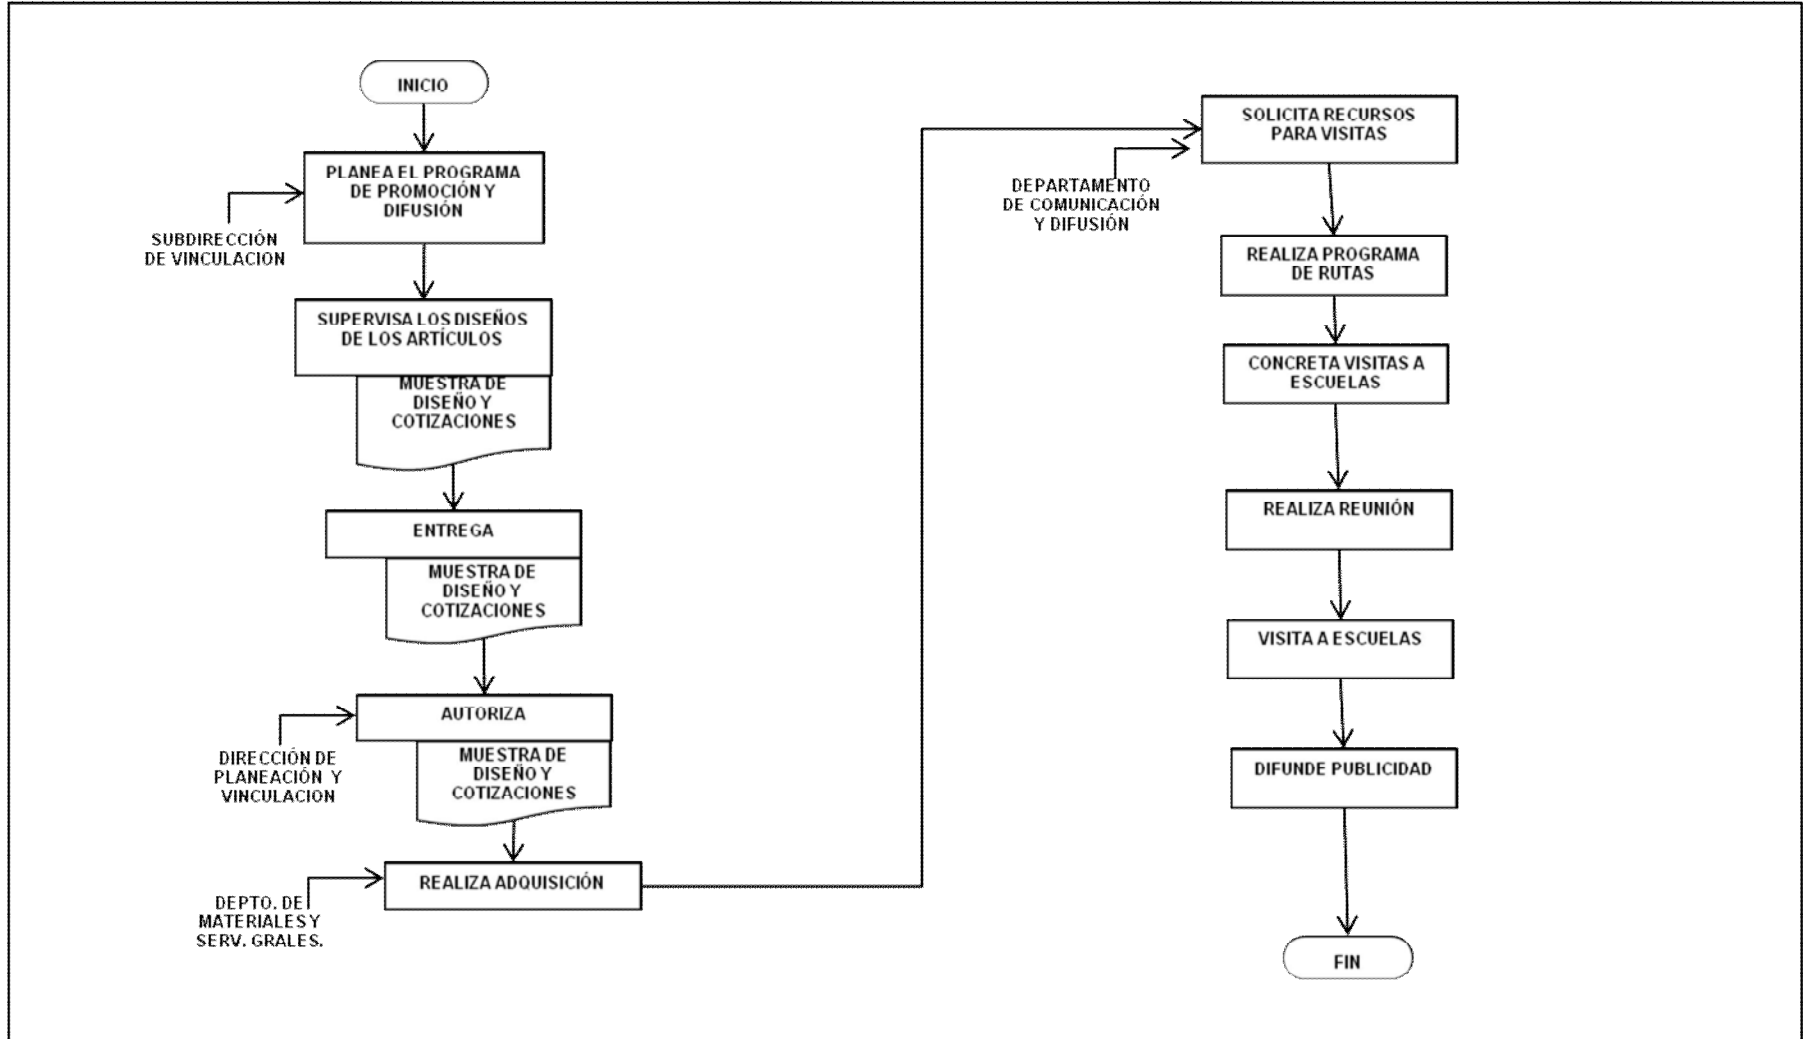 INICIO
PLANEA EL PROGRAMA
DE PROMOCIÓN Y
DIFUSIÓN
SUBDIRECCIÓN
DE VINCULACION
SUPERVISA LOS DISEÑOS
DE LOS ARTÍCULOS
MUESTRA DE
DISEÑO Y
COTIZACIONES
ENTREGA
MUESTRA DE
DISEÑO Y
COTIZACIONES
AUTORIZA
DIRECCIÓN DE
PLANEACIÓN Y
VINCULACION
MUESTRA DE
DISEÑO Y
COTIZACIONES
REALIZA ADQUISICIÓN
DEPTO. DE
MATERIALES Y
SERV. GRALES.
SOLICITA RECURSOS
PARA VISITAS
DEPARTAMENTO
DE COMUNICACIÓN
Y DIFUSIÓN
REALIZA PROGRAMA
DE RUTAS
CONCRETA VISITAS A
ESCUELAS
REALIZA REUNIÓN
VISITA A ESCUELAS
DIFUNDE PUBLICIDAD
FIN